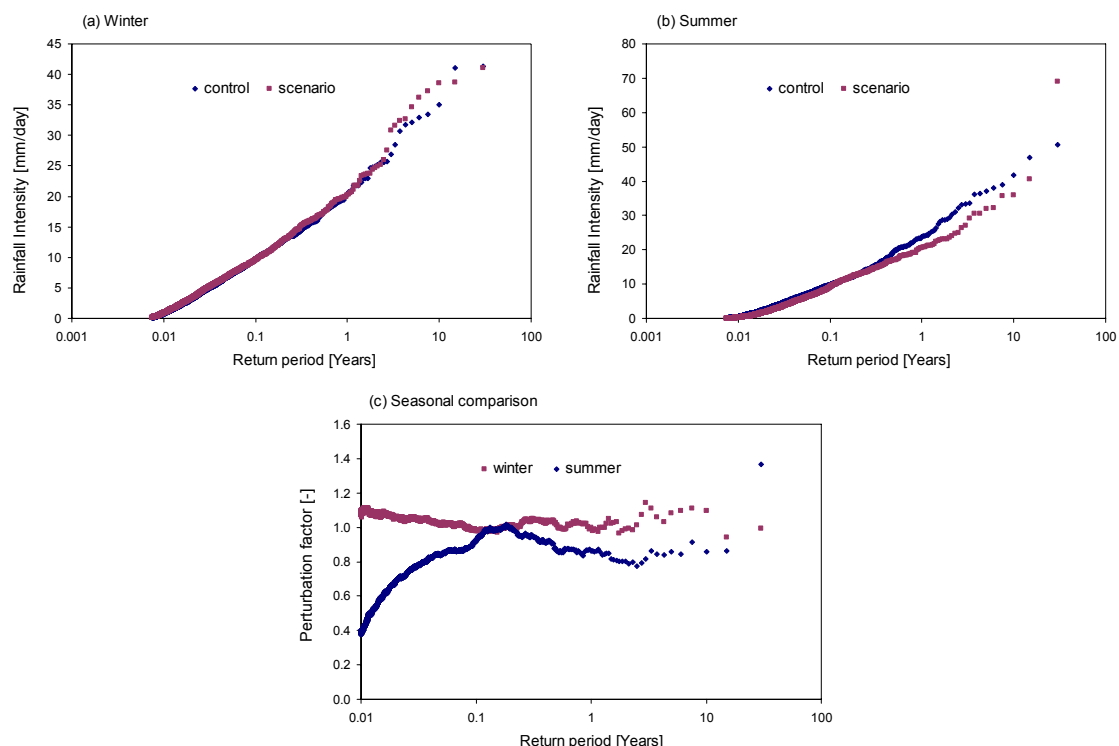 (a) Winter
45
40
35
30
25
20
15
10
5
0
Rainfall Intensity [mm/day]
control scenario
0.001 0.01 0.1 1 10 100
Return period [Years]
(b) Summer
80
70
60
50
40
30
20
10
0
Rainfall Intensity [mm/day]
control scenario
0.001 0.01 0.1 1 10 100
Return period [Years]
(c) Seasonal comparison
1.6
1.4
1.2
1.0
0.8
0.6
0.4
0.2
0.0
Perturbation factor [-]
winter summer
0.01 0.1 1 10 100
Return period [Years]